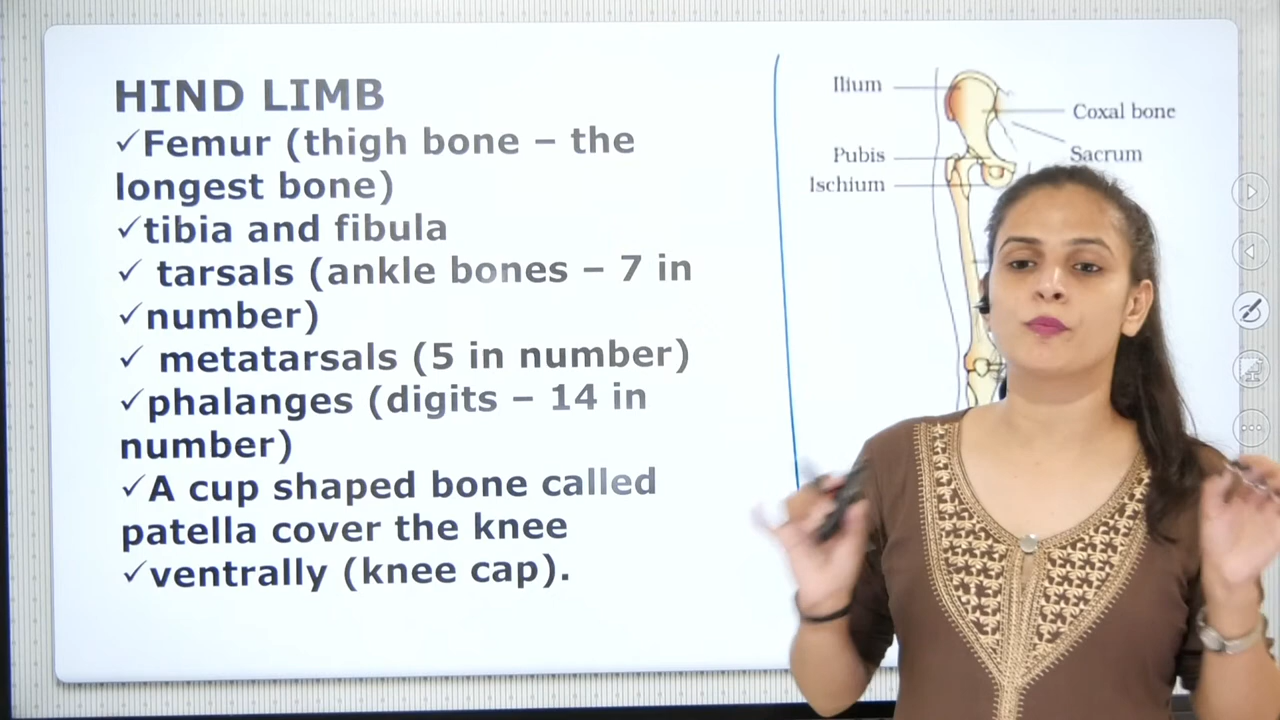 HIND LIMB
✓Femur (thigh bone – the
longest bone)
✓tibia and fibula
✓ tarsals (ankle bones – 7 in
✓number)
✓ metatarsals (5 in number)
✓phalanges (digits – 14 in
number)
✓A cup shaped bone called
patella cover the knee
✓ventrally (knee cap).
Ilium
Coxal bone
Pubis
Sacrum
Ischium